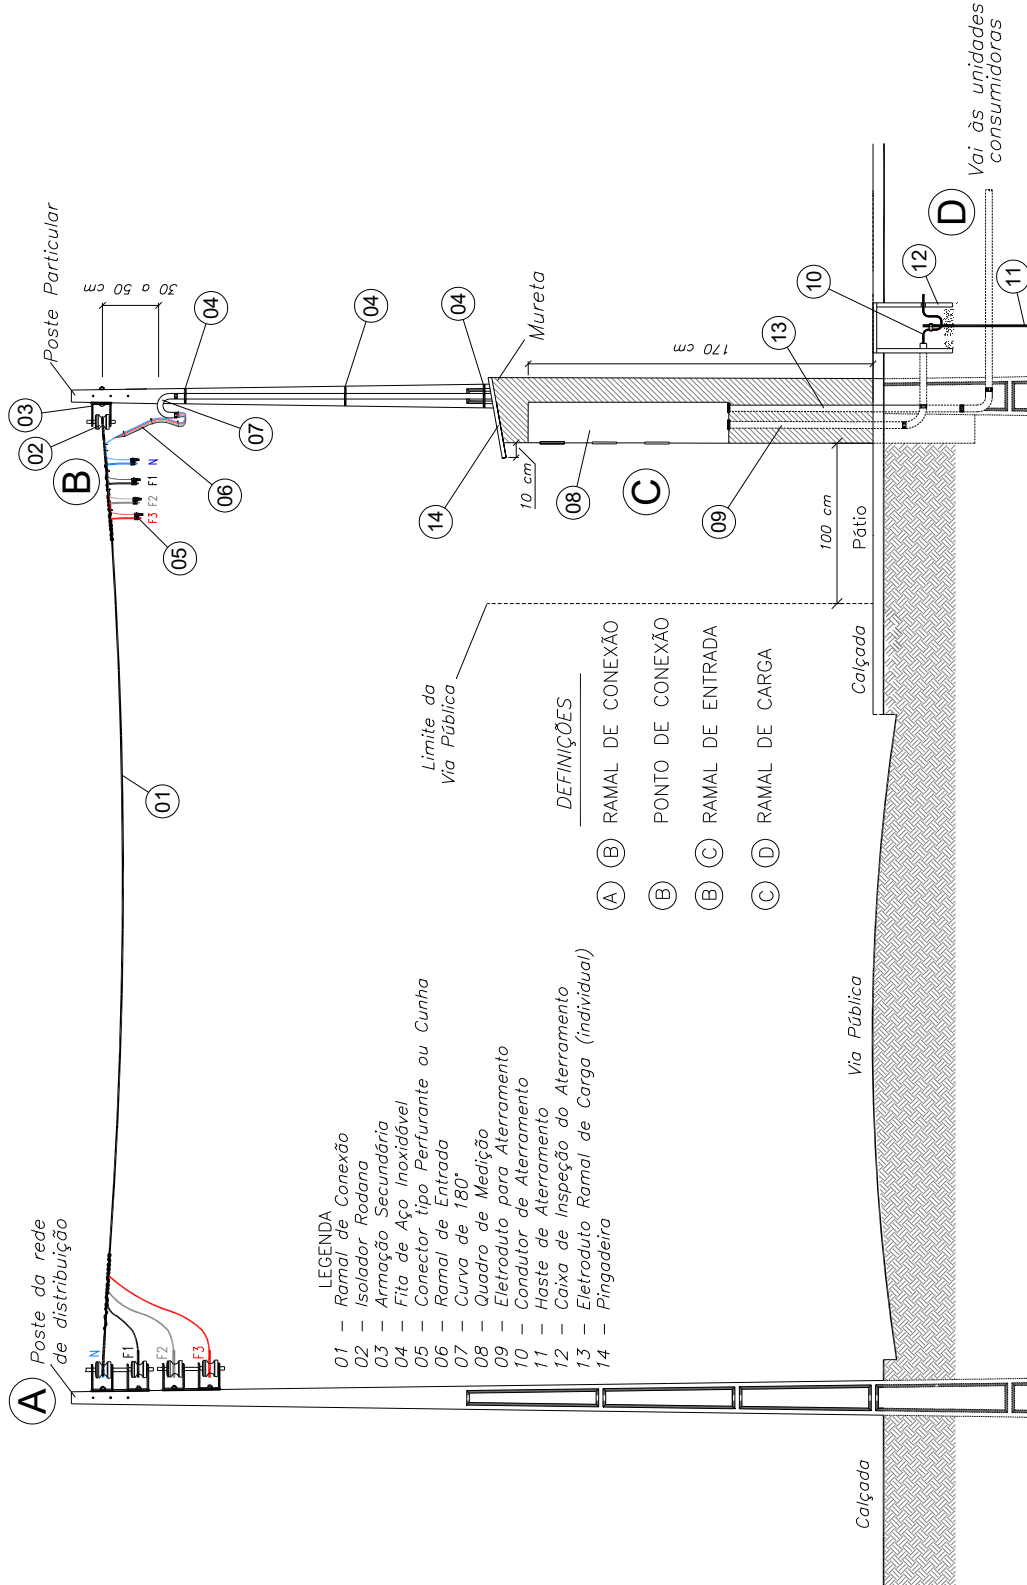 A
Poste da rede
de distribuição
N
F1
F2
F3
01
B
F3
F2
F1
N
05
06
02
03
Poste Particular
30 a 50 cm
07
04
04
04
Mureta
14
10 cm
08
C
09
170 cm
13
10
12
11
D
Vai às unidades
consumidoras
100 cm
Pátio
Limite da
Via Pública
Calçada
Via Pública
Calçada
LEGENDA
01 – Ramal de Conexão
02 – Isolador Rodana
03 – Armação Secundária
04 – Fita de Aço Inoxidável
05 – Conector tipo Perfurante ou Cunha
06 – Ramal de Entrada
07 – Curva de 180°
08 – Quadro de Medição
09 – Eletroduto para Aterramento
10 – Condutor de Aterramento
11 – Haste de Aterramento
12 – Caixa de Inspeção do Aterramento
13 – Eletroduto Ramal de Carga (individual)
14 – Pingadeira
DEFINIÇÕES
A B RAMAL DE CONEXÃO
B PONTO DE CONEXÃO
B C RAMAL DE ENTRADA
C D RAMAL DE CARGA